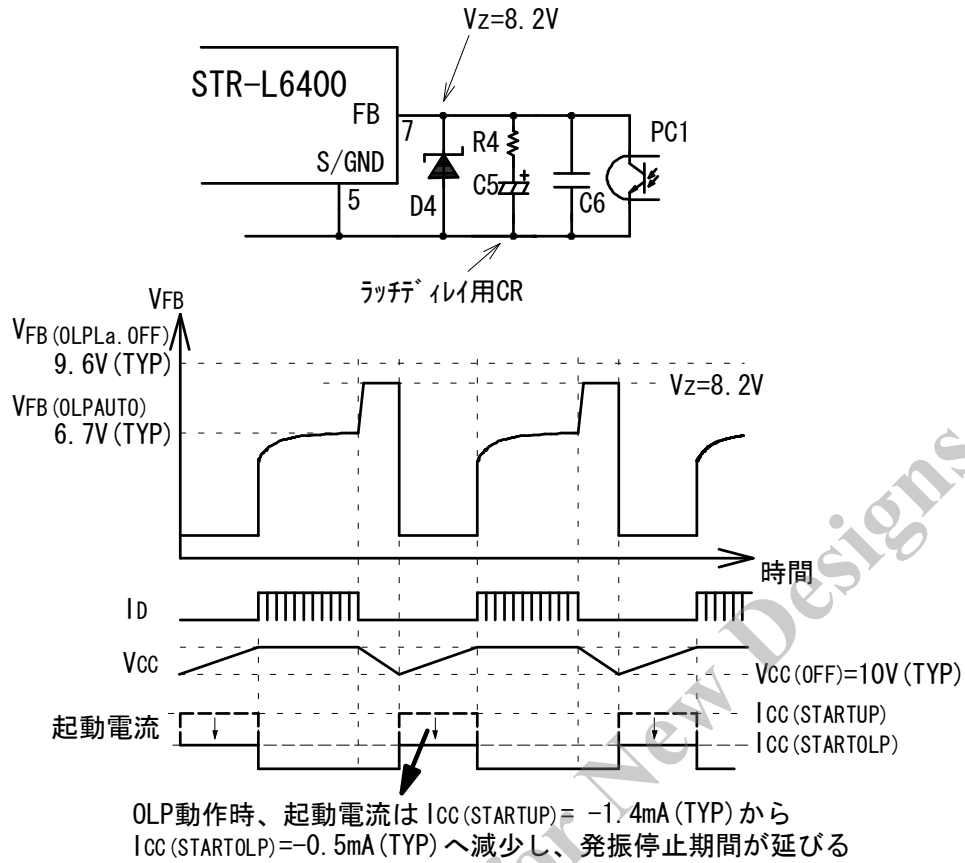 Vz=8.2V
STR-L6400
FB
7
S/GND
5
D4
R4
C5
+
C6
PC1
ラッチディレイ用CR
VFB
VFB(OLPLa.OFF)
9.6V(TYP)
Vz=8.2V
VFB(OLPAUTO)
6.7V(TYP)
時間
ID
VCC
VCC(OFF)=10V(TYP)
起動電流
ICC(STARTUP)
ICC(STARTOLP)
OLP動作時、起動電流はICC(STARTUP)= -1.4mA(TYP)から
ICC(STARTOLP)=-0.5mA(TYP)へ減少し、発振停止期間が延びる
for New Designs